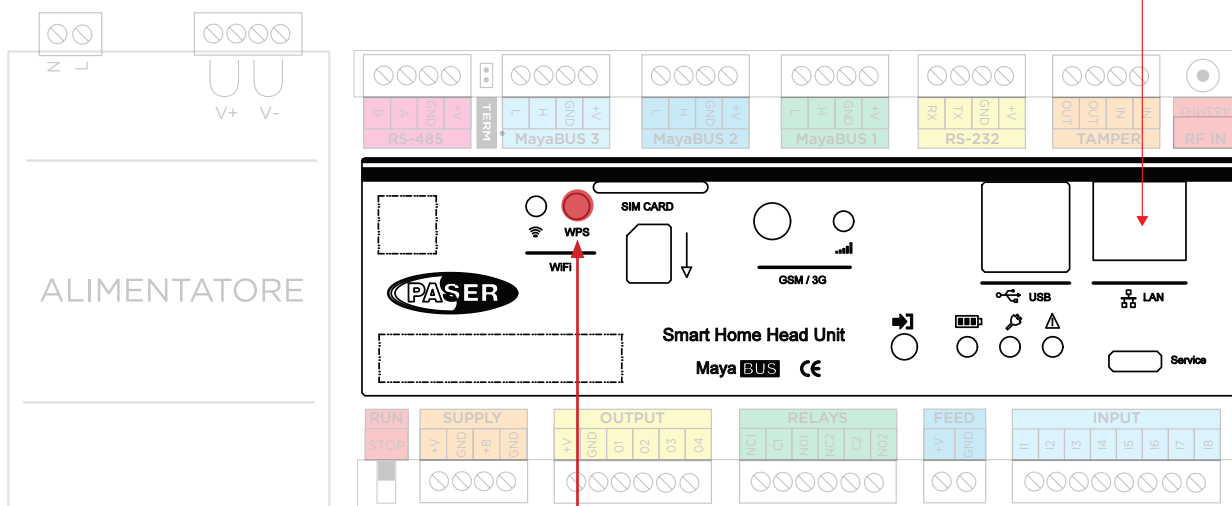 N L
V+ V-
ALIMENTATORE
B A GND +V
RS-485
TERM
L H GND +V
MayaBUS 3
L H GND +V
MayaBUS 2
L H GND +V
MayaBUS 1
RX TX GND +V
RS-232
OUT OUT IN IN
TAMPER
433MHz
RF IN
WPS
WiFi
SIM CARD
GSM / 3G
USB
LAN
PASER
Smart Home Head Unit
Maya BUS CE
Service
RUN
STOP
SUPPLY
+V GND +B GND
OUTPUT
+V GND O1 O2 O3 O4
RELAYS
NC1 C1 NO1 NC2 C2 NO2
FEED
+V GND
INPUT
I1 I2 I3 I4 I5 I6 I7 I8